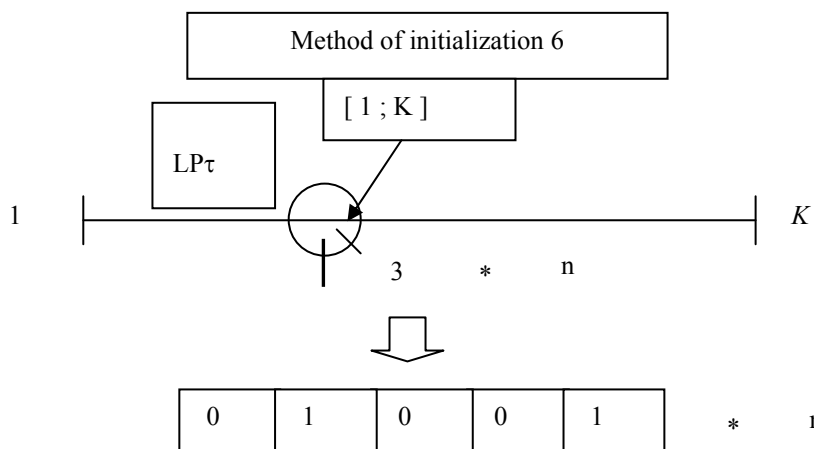 Method of initialization 6
[ 1 ; K ]
LPτ
1 K
3 * n
0 1 0 0 1 *